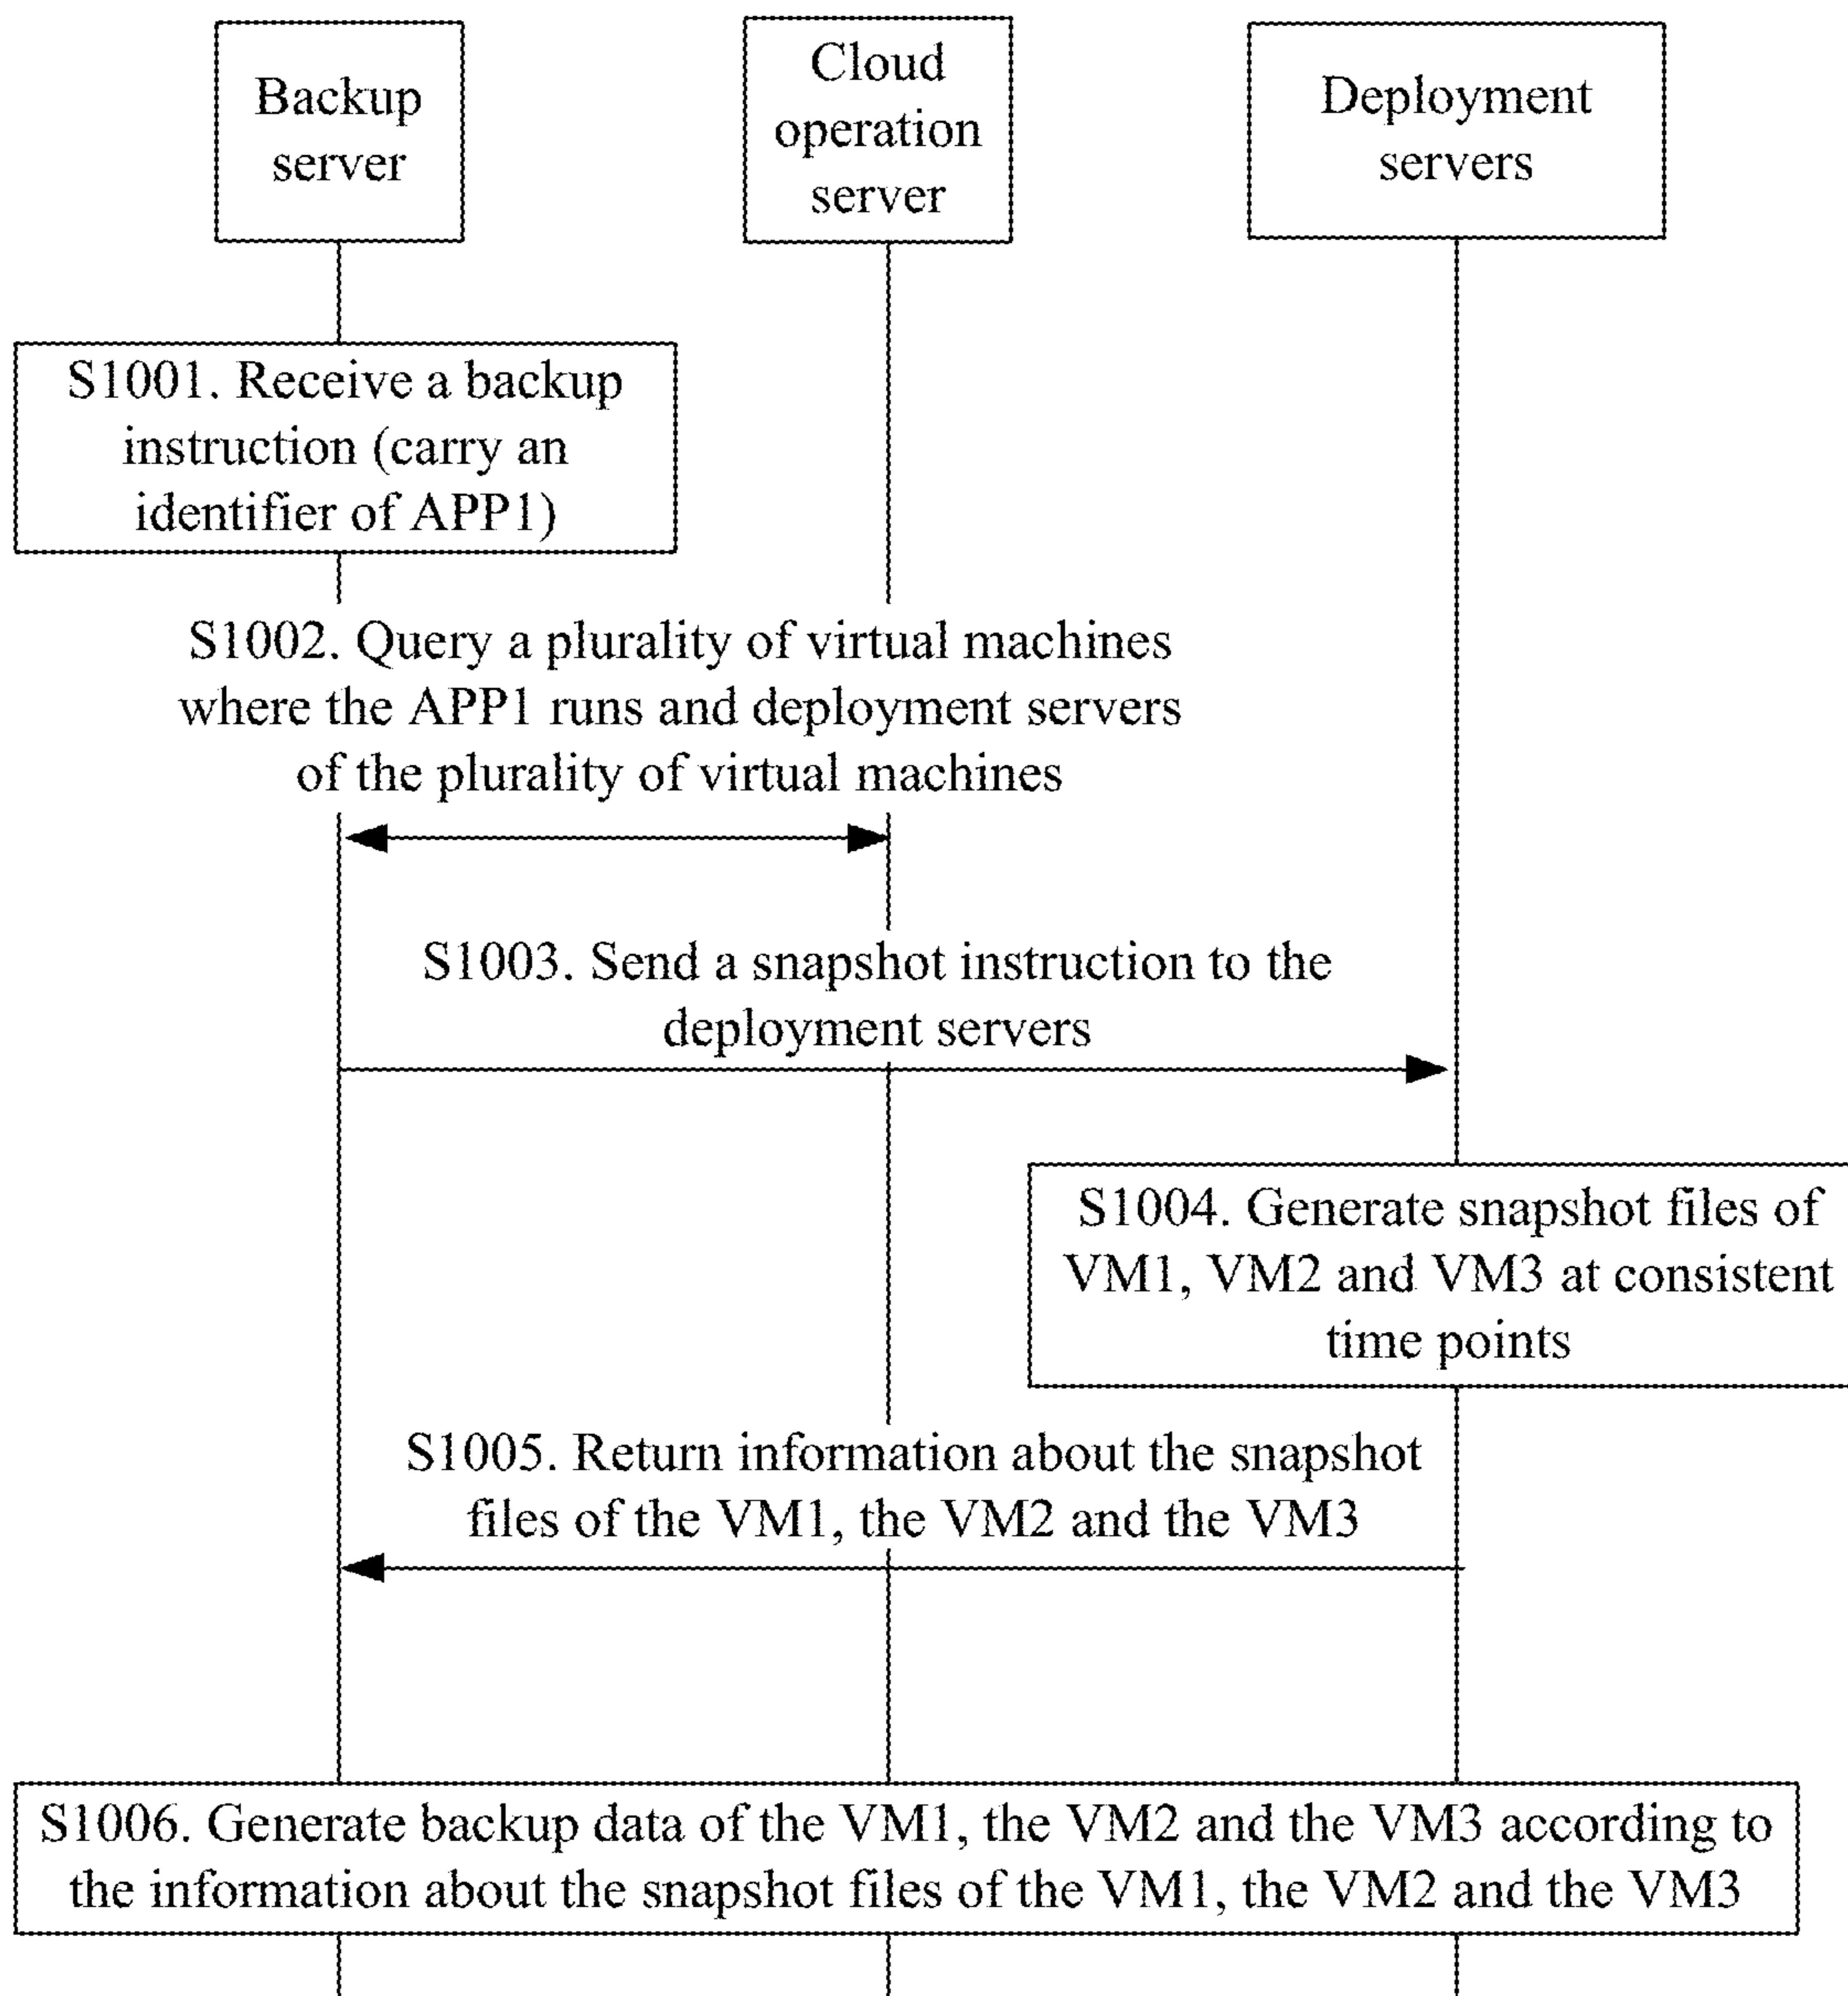 Backup
server
Cloud
operation
server
Deployment
servers
S1001. Receive a backup
instruction (carry an
identifier of APP1)
S1002. Query a plurality of virtual machines
where the APP1 runs and deployment servers
of the plurality of virtual machines
S1003. Send a snapshot instruction to the
deployment servers
S1004. Generate snapshot files of
VM1, VM2 and VM3 at consistent
time points
S1005. Return information about the snapshot
files of the VM1, the VM2 and the VM3
S1006. Generate backup data of the VM1, the VM2 and the VM3 according to
the information about the snapshot files of the VM1, the VM2 and the VM3